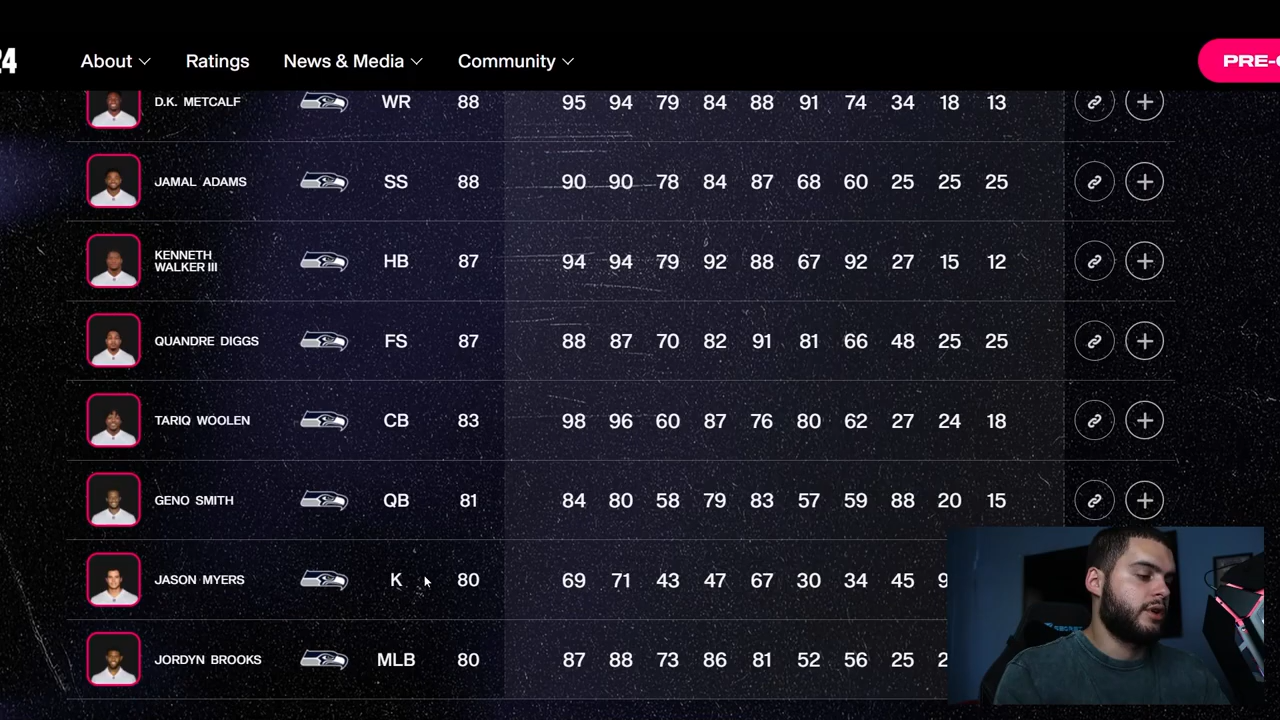 24 About Ratings News & Media Community PRE-
D.K. METCALF WR 88 95 94 79 84 88 91 74 34 18 13
JAMAL ADAMS SS 88 90 90 78 84 87 68 60 25 25 25
KENNETH
WALKER III HB 87 94 94 79 92 88 67 92 27 15 12
QUANDRE DIGGS FS 87 88 87 70 82 91 81 66 48 25 25
TARIQ WOOLEN CB 83 98 96 60 87 76 80 62 27 24 18
GENO SMITH QB 81 84 80 58 79 83 57 59 88 20 15
JASON MYERS K 80 69 71 43 47 67 30 34 45 9
JORDYN BROOKS MLB 80 87 88 73 86 81 52 56 25 2